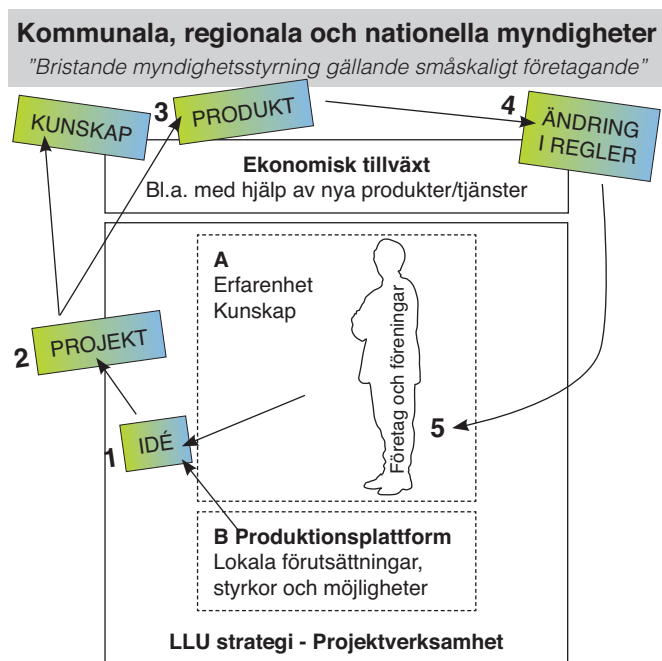 Kommunala, regionala och nationella myndigheter
"Bristande myndighetsstyrning gällande småskaligt företagande"
KUNSKAP
3
PRODUKT
4
ÄNDRING
I REGLER
Ekonomisk tillväxt
Bl.a. med hjälp av nya produkter/tjänster
A
Erfarenhet
Kunskap
Företag och föreningar
2
PROJEKT
1
IDÉ
5
B Produktionsplattform
Lokala förutsättningar,
styrkor och möjligheter
LLU strategi - Projektverksamhet